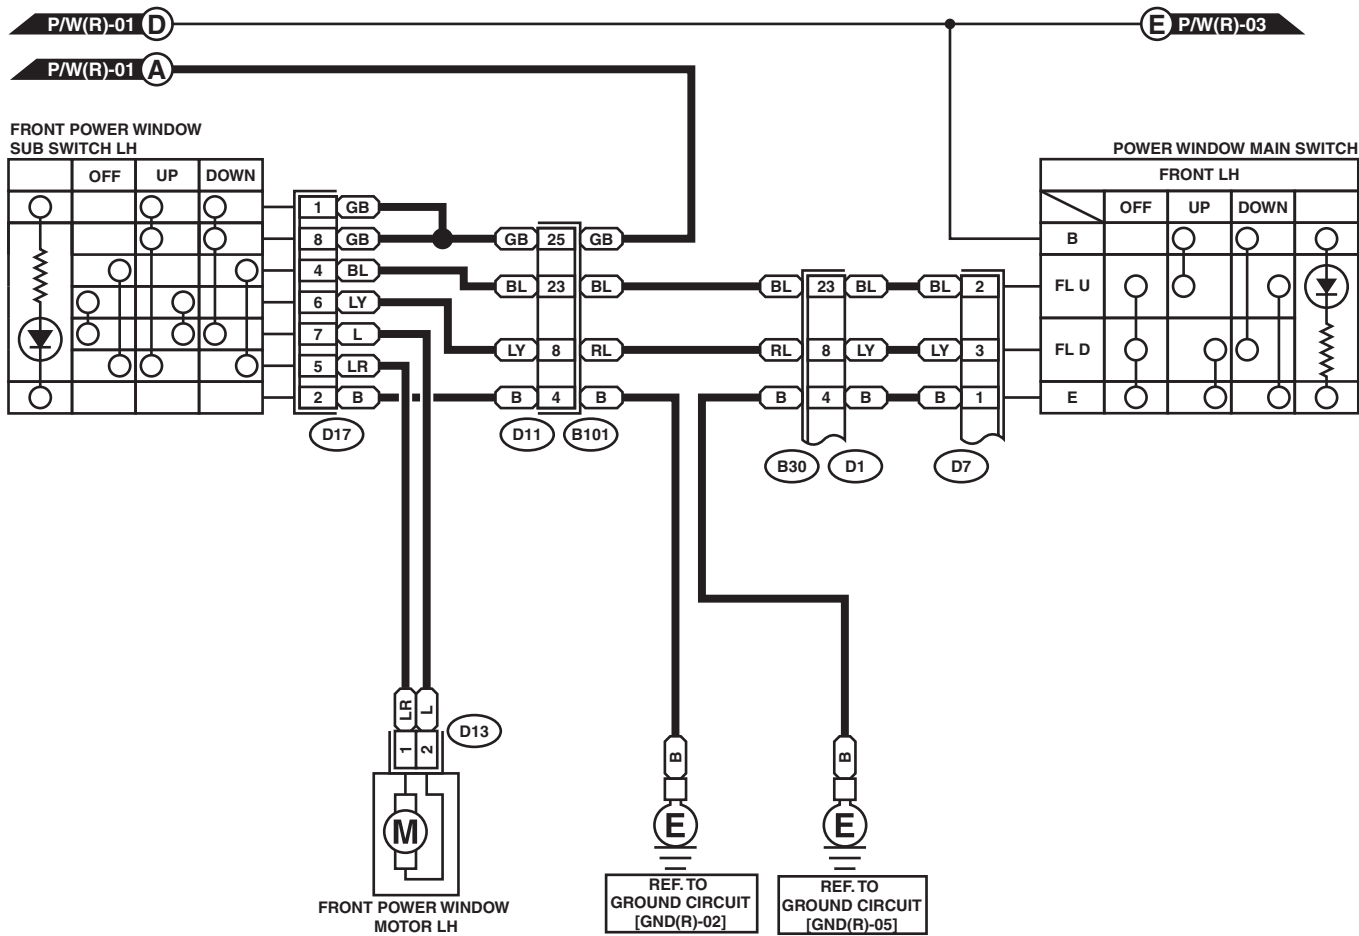 P/W(R)-01 D
E P/W(R)-03
P/W(R)-01 A
FRONT POWER WINDOW
SUB SWITCH LH
POWER WINDOW MAIN SWITCH
FRONT LH
OFF UP DOWN
OFF UP DOWN
1 GB
8 GB GB 25 GB
B
4 BL
BL 23 BL BL 23 BL BL 2 FL U
6 LY
7 L
LY 8 RL RL 8 LY LY 3 FL D
5 LR
2 B B 4 B B 4 B B 1 E
D17 D11 B101
B30 D1 D7
LR L
D13
1 2
B B
M
E E
REF. TO
GROUND CIRCUIT
[GND(R)-02]
REF. TO
GROUND CIRCUIT
[GND(R)-05]
FRONT POWER WINDOW
MOTOR LH